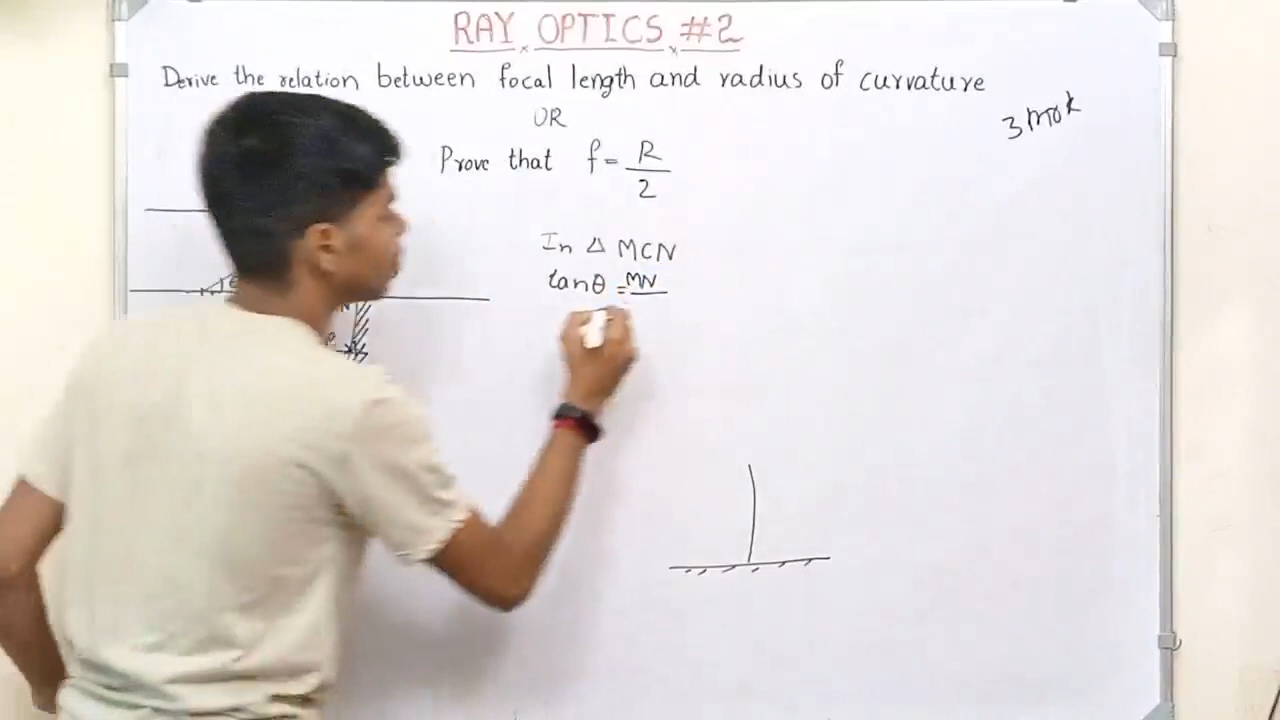 RAY OPTICS #2
Derive the relation between focal length and radius of curvature
3 mok
OR
Prove that f = R/2
In Δ MCN
tanθ = MN
θ
N